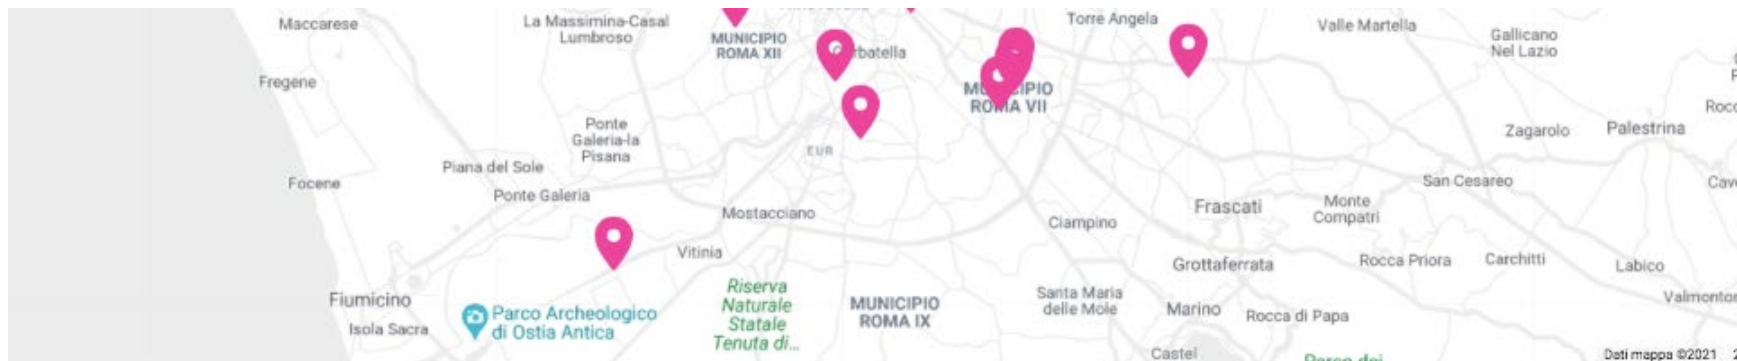 Maccarese
La Massimina-Casal
Lumbroso
MUNICIPIO
ROMA XII
Torre Angela
Valle Martella
Gallicano
Nel Lazio
Fregene
MUNICIPIO
ROMA VII
Ponte
Galeria-la
Pisana
EUR
Zagarolo
Palestrina
Piana del Sole
Focene
Ponte Galeria
San Cesareo
Mostacciano
Ciampino
Frascati
Monte
Compatri
Vitinia
Grottaferrata
Rocca Priora
Carchitti
Labico
Fiumicino
Isola Sacra
Parco Archeologico
di Ostia Antica
Riserva
Naturale
Statale
Tenuta di...
MUNICIPIO
ROMA IX
Santa Maria
delle Mole
Marino
Rocca di Papa
Castel
Dati mappa ©2021